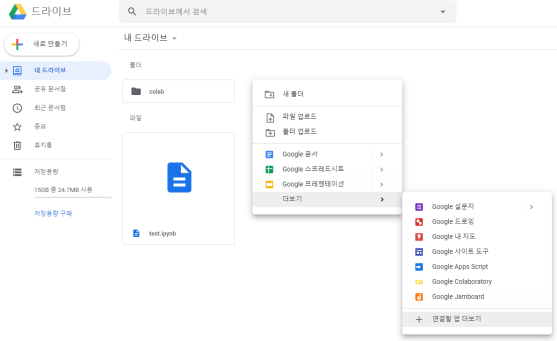 드라이브
드라이브에서 검색
새로 만들기
내 드라이브
공유 문서함
최근 문서함
중요
휴지통
저장용량
15GB 중 24.7MB 사용
저장용량 구매
내 드라이브
폴더
colab
파일
test.ipynb
새 폴더
파일 업로드
폴더 업로드
Google 문서
Google 스프레드시트
Google 프레젠테이션
더보기
Google 설문지
Google 드로잉
Google 내 지도
Google 사이트 도구
Google Apps Script
Google Colaboratory
Google Jamboard
연결할 앱 더보기